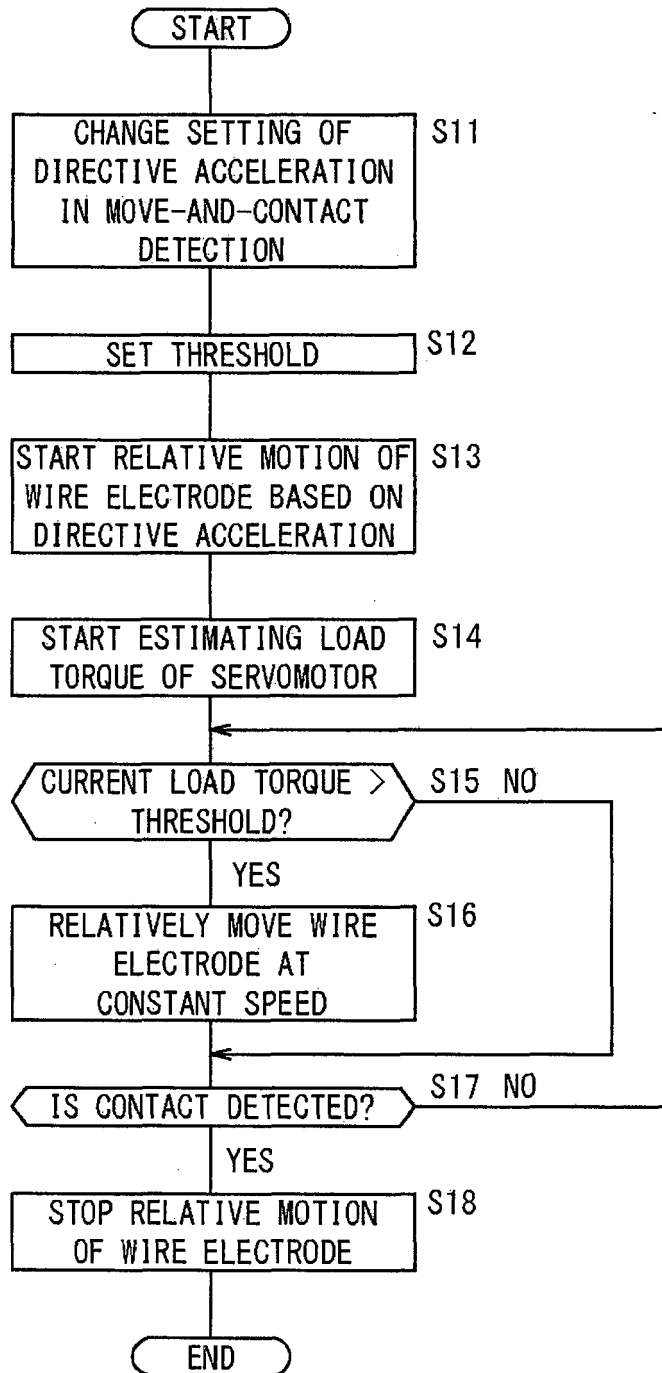 START
CHANGE SETTING OF
DIRECTIVE ACCELERATION
IN MOVE-AND-CONTACT
DETECTION
S11
SET THRESHOLD
S12
START RELATIVE MOTION OF
WIRE ELECTRODE BASED ON
DIRECTIVE ACCELERATION
S13
START ESTIMATING LOAD
TORQUE OF SERVOMOTOR
S14
CURRENT LOAD TORQUE >
THRESHOLD?
S15 NO
YES
RELATIVELY MOVE WIRE
ELECTRODE AT
CONSTANT SPEED
S16
IS CONTACT DETECTED?
S17 NO
YES
STOP RELATIVE MOTION
OF WIRE ELECTRODE
S18
END